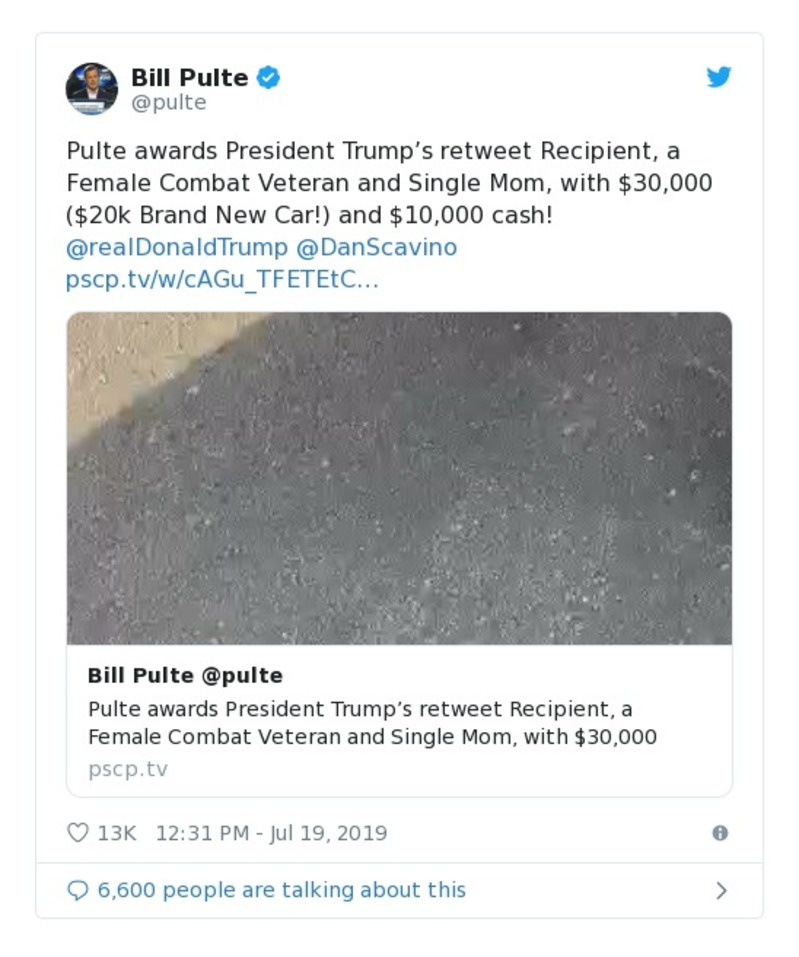 Bill Pulte
@pulte
Pulte awards President Trump’s retweet Recipient, a
Female Combat Veteran and Single Mom, with $30,000
($20k Brand New Car!) and $10,000 cash!
@realDonaldTrump @DanScavino
pscp.tv/w/cAGu_TFETEtC…
Bill Pulte @pulte
Pulte awards President Trump’s retweet Recipient, a
Female Combat Veteran and Single Mom, with $30,000
pscp.tv
13K 12:31 PM - Jul 19, 2019
6,600 people are talking about this